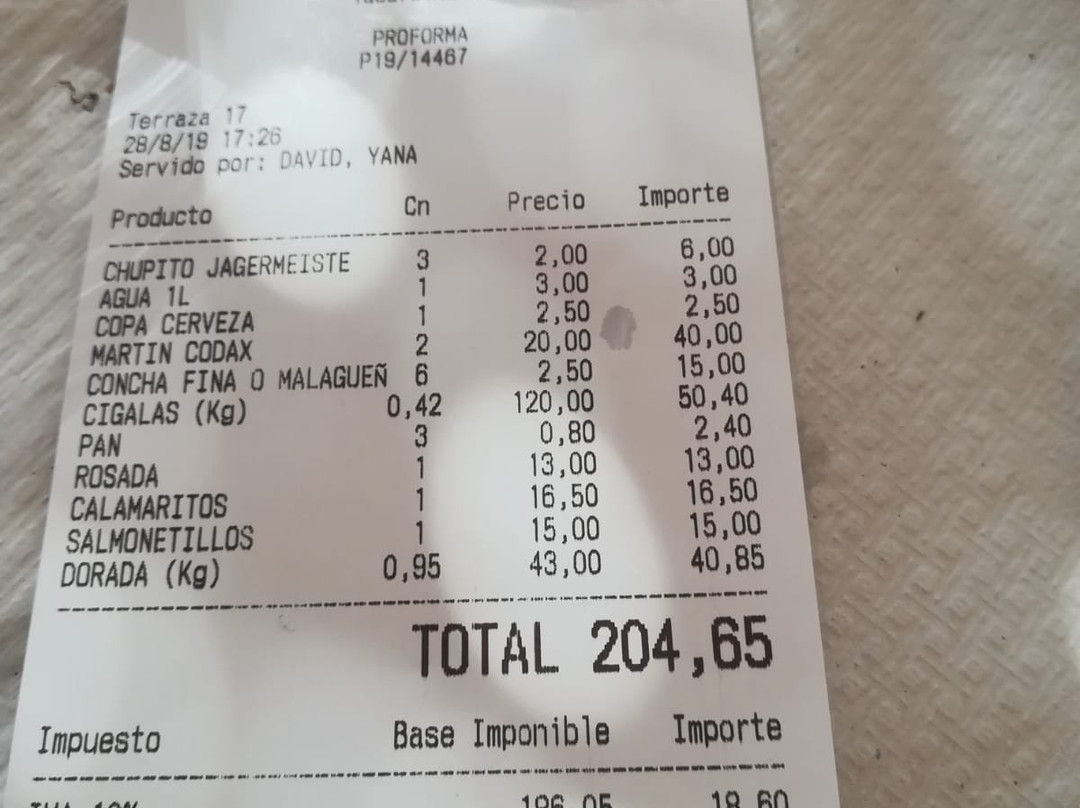 PROFORMA
P19/14467
Terraza 17
28/8/19 17:26
Servido por: DAVID, YANA
Producto Cn Precio Importe
CHUPITO JAGERMEISTE 3 2,00 6,00
AGUA 1L 1 3,00 3,00
COPA CERVEZA 1 2,50 2,50
MARTIN CODAX 2 20,00 40,00
CONCHA FINA O MALAGUEÑ 6 2,50 15,00
CIGALAS (Kg) 0,42 120,00 50,40
PAN 3 0,80 2,40
ROSADA 1 13,00 13,00
CALAMARITOS 1 16,50 16,50
SALMONETILLOS 1 15,00 15,00
DORADA (Kg) 0,95 43,00 40,85
TOTAL 204,65
Impuesto Base Imponible Importe
18,60